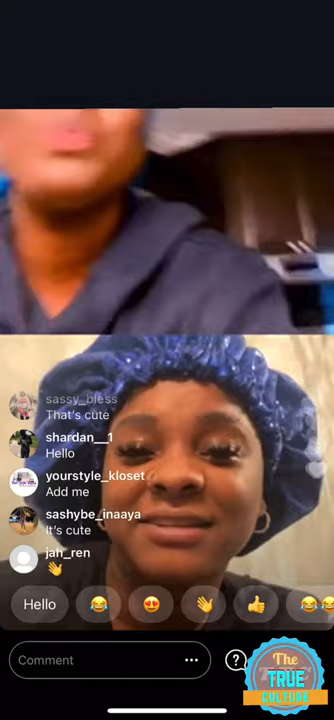 sassy_bless
That's cute
shardan__1
Hello
yourstyle_kloset
Add me
sashybe_inaaya
It's cute
jah_ren
👋
Hello 😂 😍 👋 👍 😂😂
Comment
The
TRUE
CULTURE